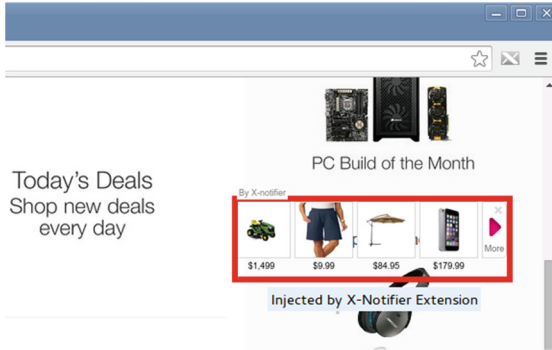 PC Build of the Month
Today's Deals
Shop new deals
every day
By X-notifier
$1,499
$9.99
$84.95
$179.99
More
Injected by X-Notifier Extension